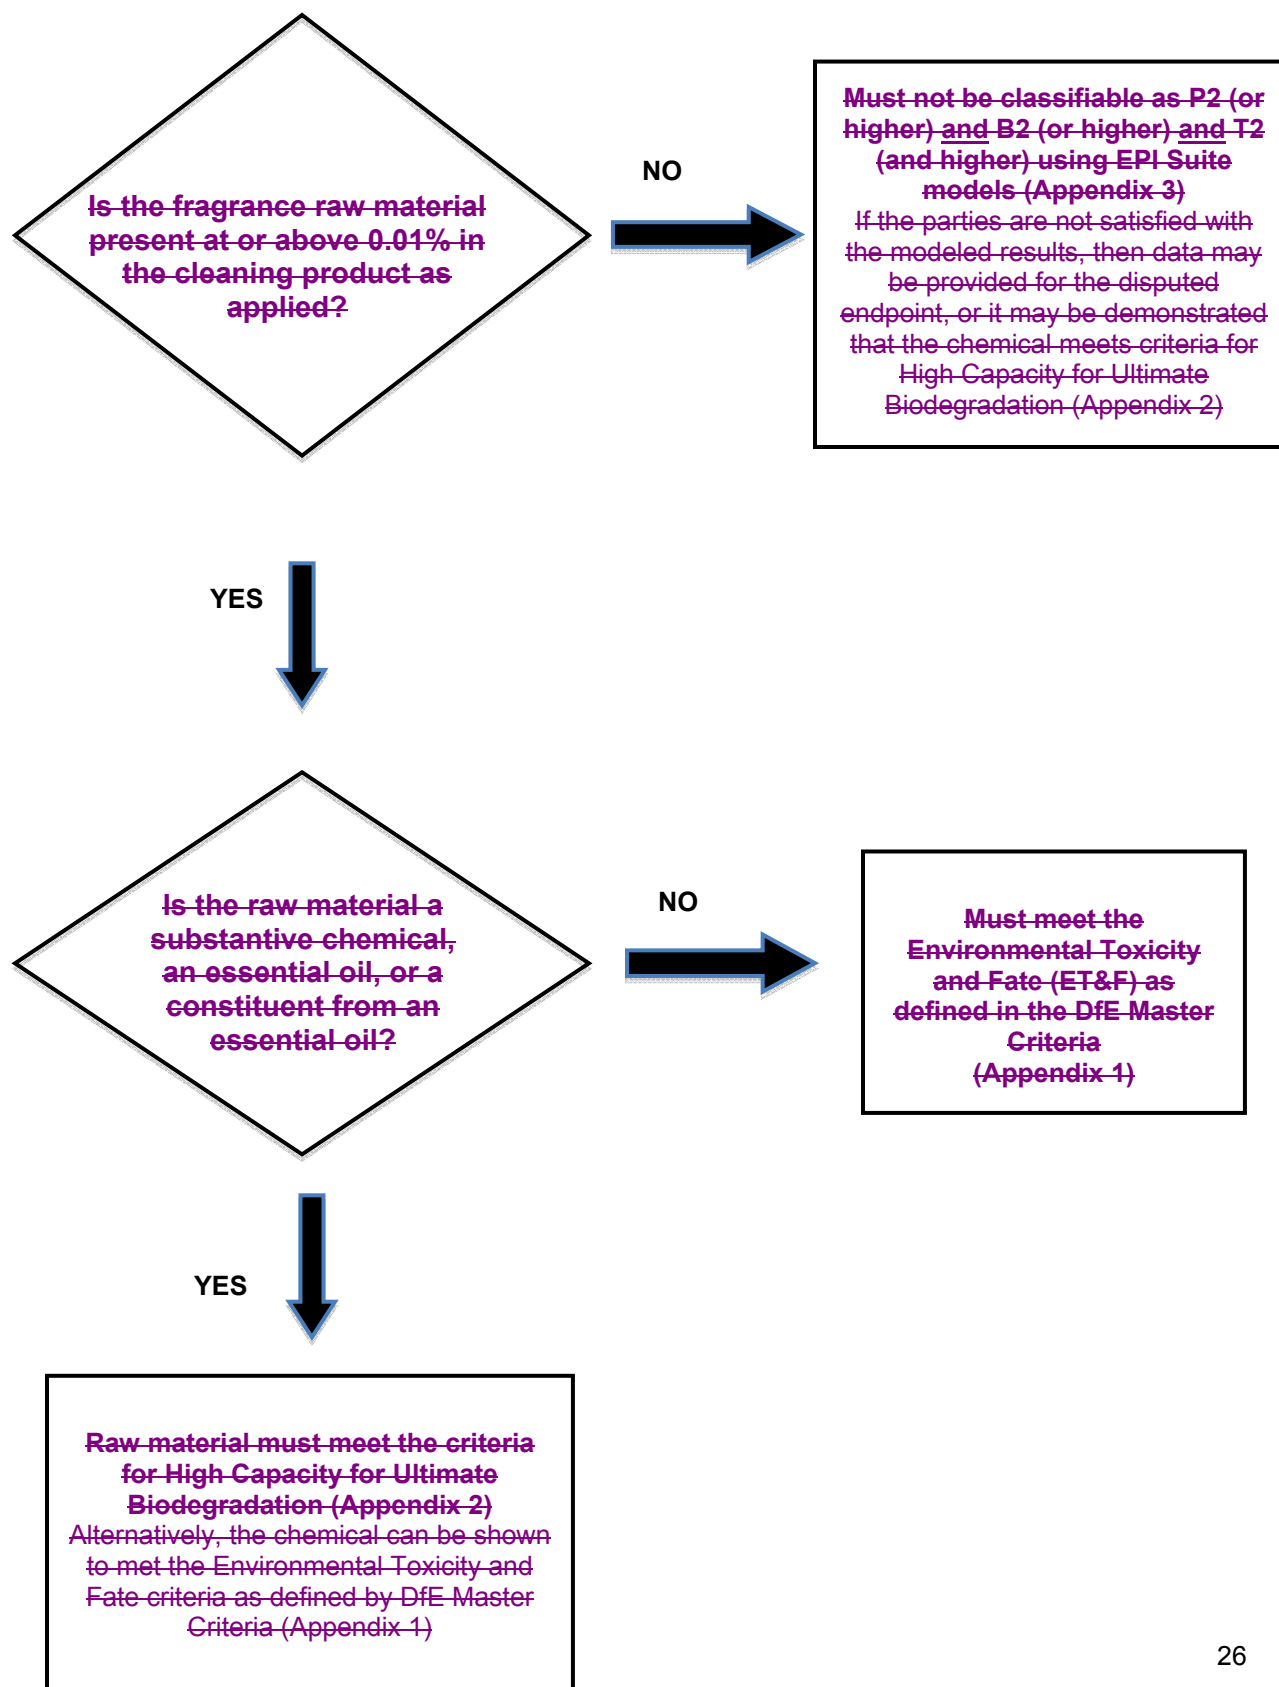 Is the fragrance raw material
present at or above 0.01% in
the cleaning product as
applied?
NO
Must not be classifiable as P2 (or
higher) and B2 (or higher) and T2
(and higher) using EPI Suite
models (Appendix 3)
If the parties are not satisfied with
the modeled results, then data may
be provided for the disputed
endpoint, or it may be demonstrated
that the chemical meets criteria for
High Capacity for Ultimate
Biodegradation (Appendix 2)
YES
Is the raw material a
substantive chemical,
an essential oil, or a
constituent from an
essential oil?
NO
Must meet the
Environmental Toxicity
and Fate (ET&F) as
defined in the DfE Master
Criteria
(Appendix 1)
YES
Raw material must meet the criteria
for High Capacity for Ultimate
Biodegradation (Appendix 2)
Alternatively, the chemical can be shown
to met the Environmental Toxicity and
Fate criteria as defined by DfE Master
Criteria (Appendix 1)
26